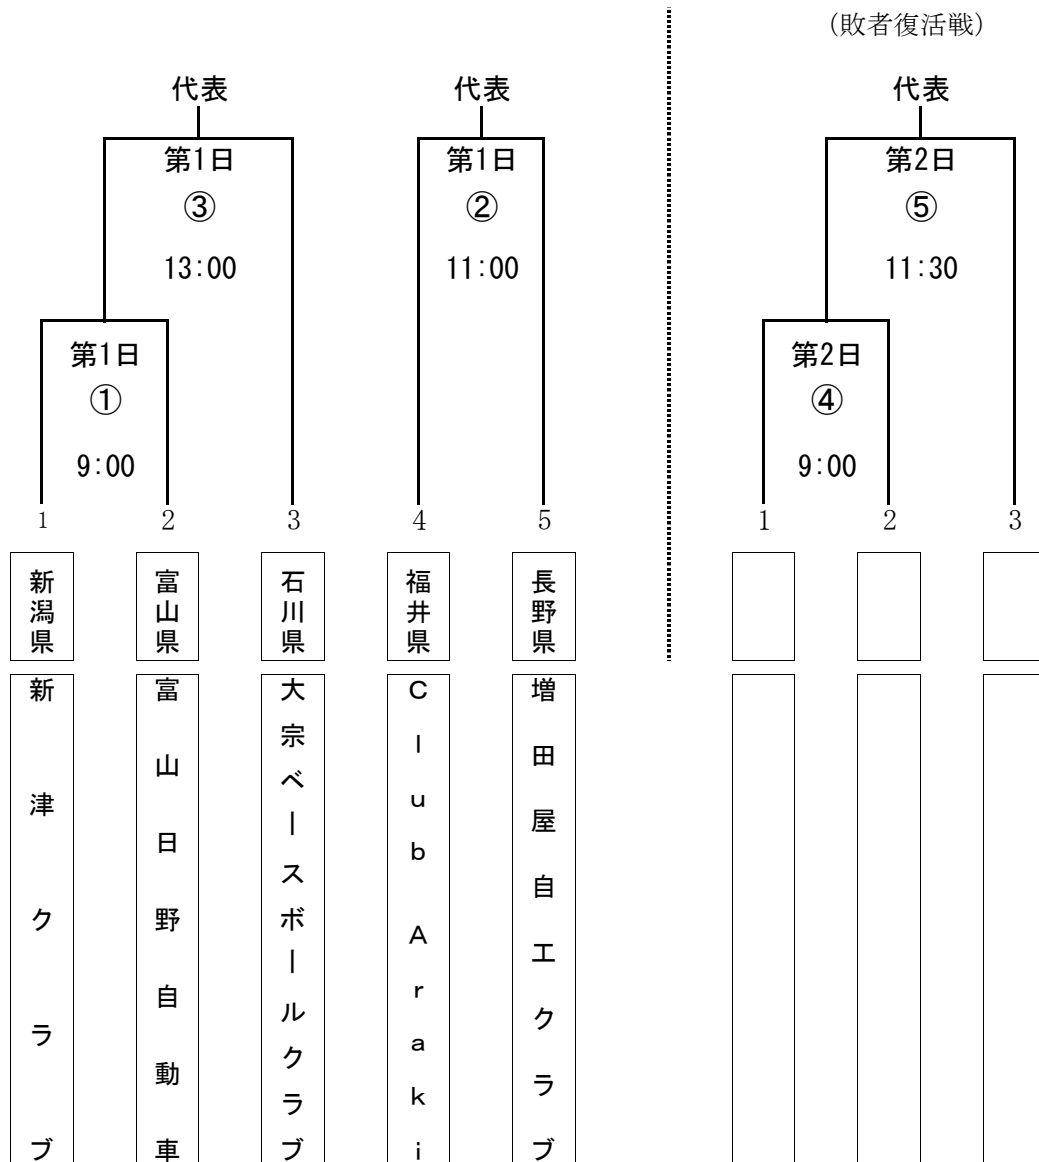 (敗者復活戦)
代表
代表
代表
第1日
③
13:00
第1日
②
11:00
第2日
⑤
11:30
第1日
①
9:00
第2日
④
9:00
1
2
3
4
5
1
2
3
新潟県
富山県
石川県
福井県
長野県
新津クラブ
富山日野自動車
大宗ベースボールクラブ
Club Araki
増田屋自工クラブ